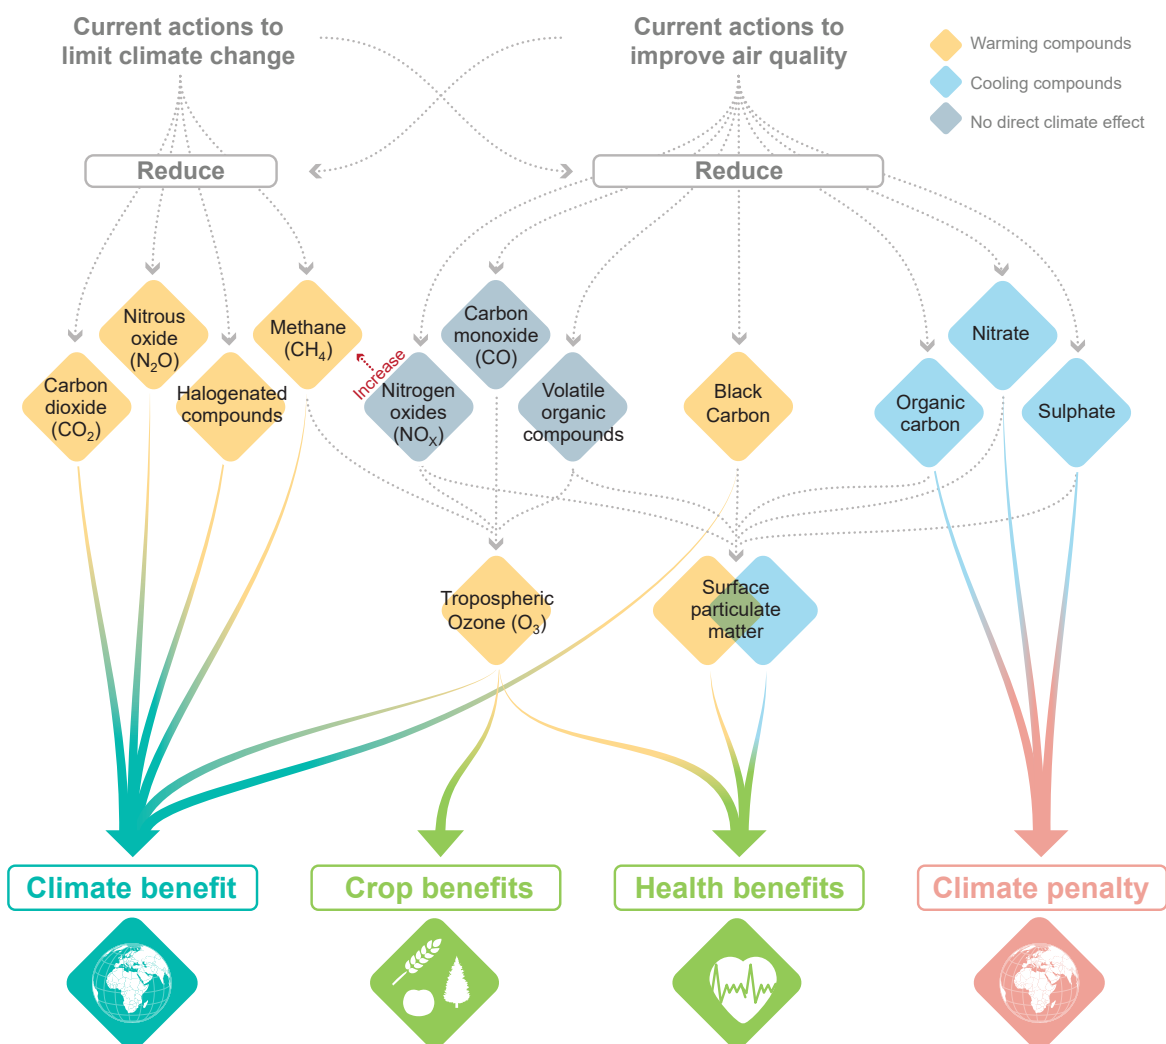 Current actions to
limit climate change
Current actions to
improve air quality
Warming compounds
Cooling compounds
No direct climate effect
Reduce
Reduce
Nitrous
oxide
(N₂O)
Methane
(CH₄)
Carbon
monoxide
(CO)
Nitrate
Increase
Carbon
dioxide
(CO₂)
Halogenated
compounds
Nitrogen
oxides
(NOₓ)
Volatile
organic
compounds
Black
Carbon
Organic
carbon
Sulphate
Tropospheric
Ozone (O₃)
Surface
particulate
matter
Climate benefit
Crop benefits
Health benefits
Climate penalty